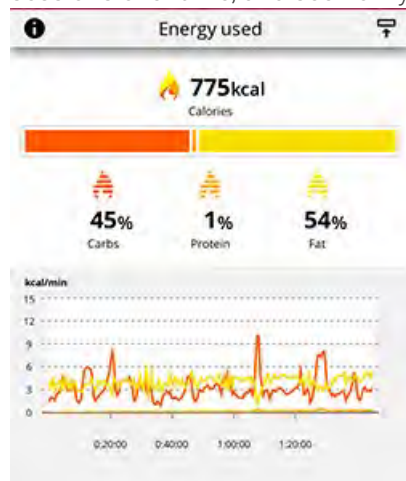 Energy used
775kcal
Calories
45% 1% 54%
Carbs Protein Fat
kcal/min
15
12
9
6
3
0
0:20:00 0:40:00 1:00:00 1:20:00